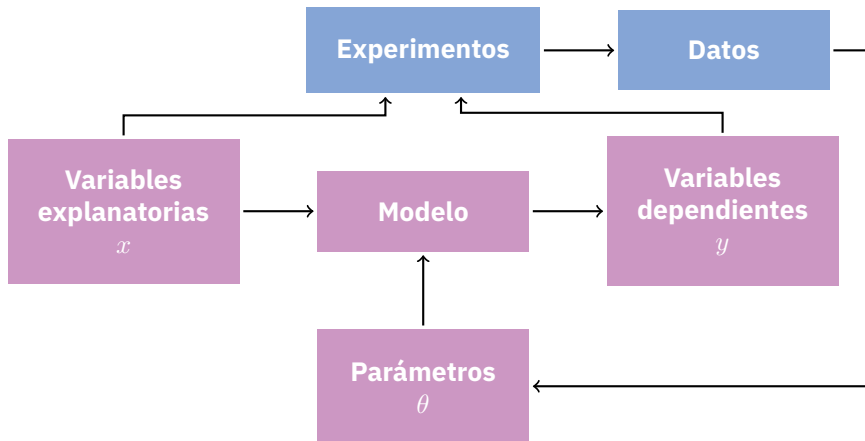 Experimentos
Datos
Variables
explanatorias
x
Modelo
Variables
dependientes
y
Parámetros
θ